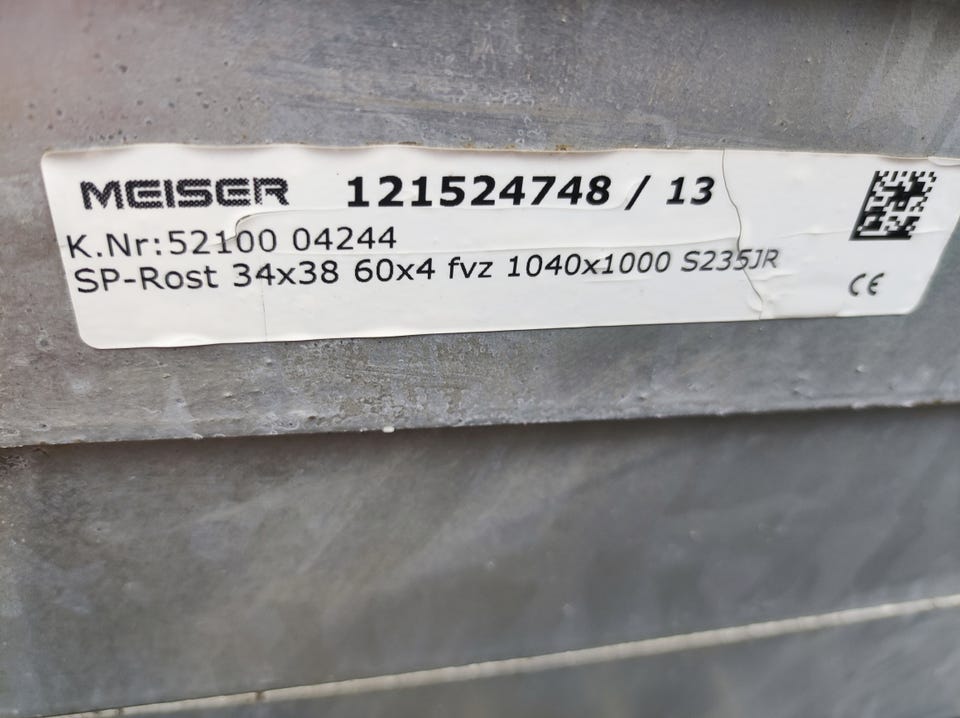 MEISER 121524748 / 13
K.Nr:52100 04244
SP-Rost 34x38 60x4 fvz 1040x1000 S235JR
CE